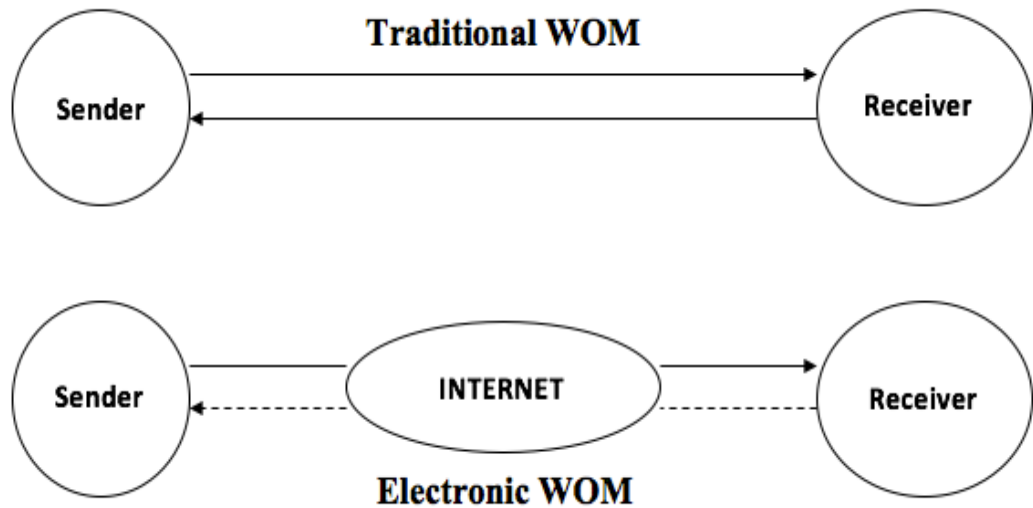 Traditional WOM
Sender
Receiver
Sender
INTERNET
Receiver
Electronic WOM